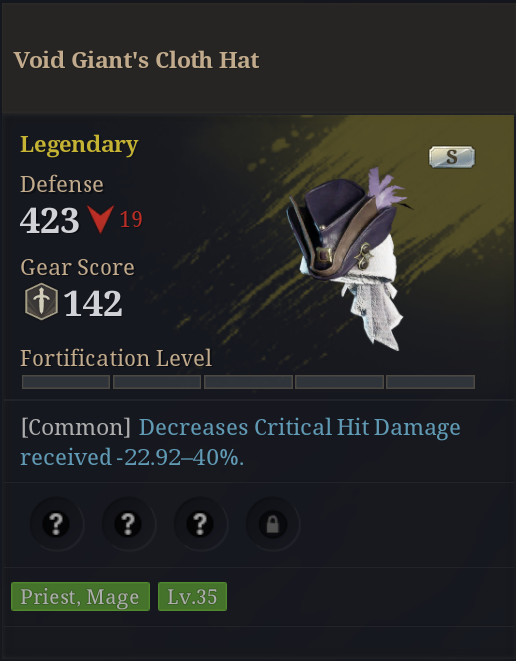 Void Giant's Cloth Hat
Legendary
S
Defense
423 19
Gear Score
142
Fortification Level
[Common] Decreases Critical Hit Damage
received -22.92–40%.
? ? ?
Priest, Mage Lv.35